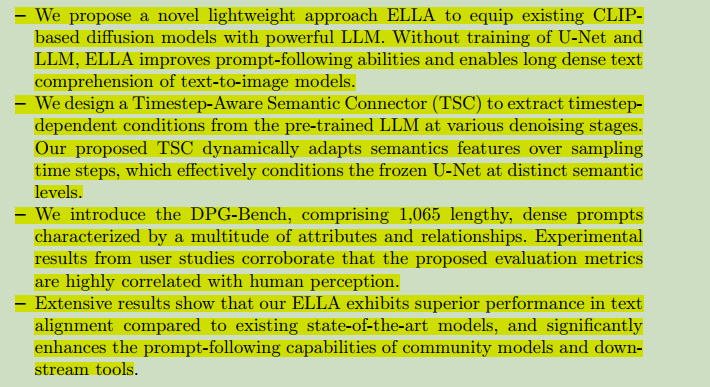 – We propose a novel lightweight approach ELLA to equip existing CLIP-
based diffusion models with powerful LLM. Without training of U-Net and
LLM, ELLA improves prompt-following abilities and enables long dense text
comprehension of text-to-image models.
– We design a Timestep-Aware Semantic Connector (TSC) to extract timestep-
dependent conditions from the pre-trained LLM at various denoising stages.
Our proposed TSC dynamically adapts semantics features over sampling
time steps, which effectively conditions the frozen U-Net at distinct semantic
levels.
– We introduce the DPG-Bench, comprising 1,065 lengthy, dense prompts
characterized by a multitude of attributes and relationships. Experimental
results from user studies corroborate that the proposed evaluation metrics
are highly correlated with human perception.
– Extensive results show that our ELLA exhibits superior performance in text
alignment compared to existing state-of-the-art models, and significantly
enhances the prompt-following capabilities of community models and down-
stream tools.